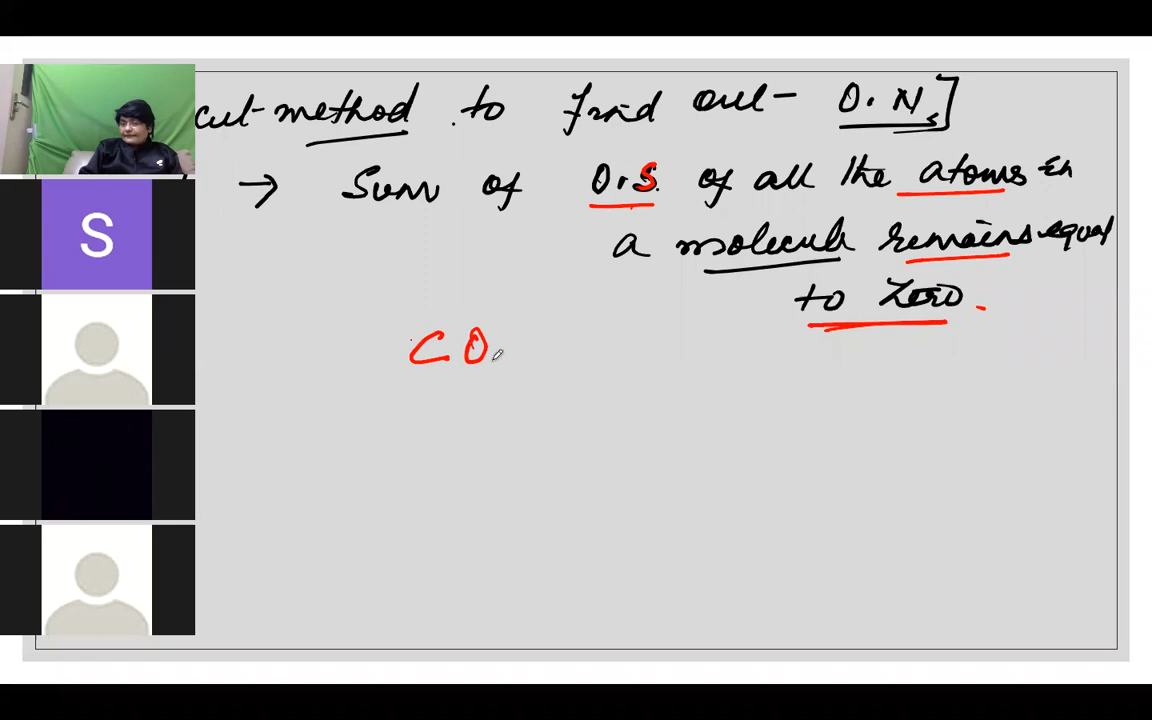 cut-method to find out- O.N.]
→ Sum of O.S. of all the atoms in
a molecule remains equal
to Zero.
CO
S